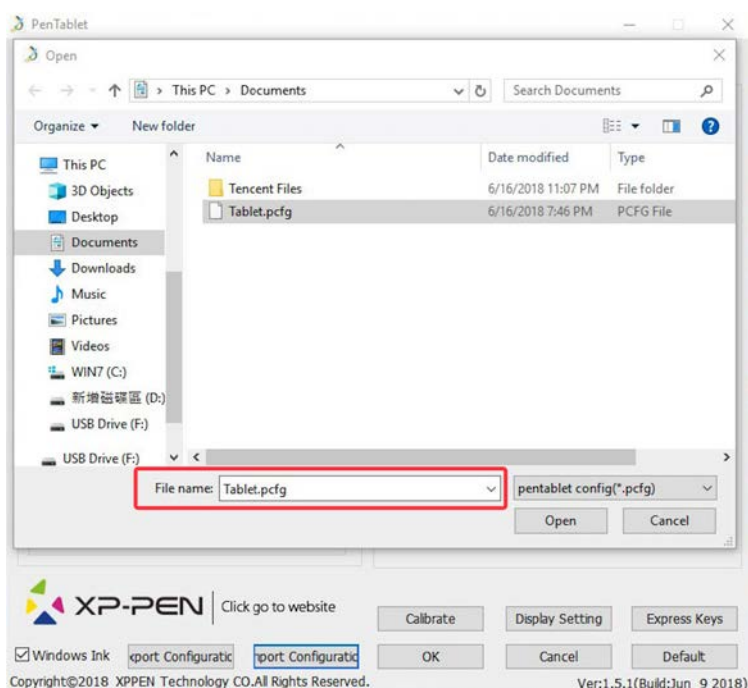 PenTablet
Open
This PC > Documents
Search Documents
Organize
New folder
Name
Date modified
Type
This PC
3D Objects
Desktop
Documents
Downloads
Music
Pictures
Videos
WIN7 (C:)
新增磁碟區 (D:)
USB Drive (F:)
USB Drive (F:)
Tencent Files 6/16/2018 11:07 PM File folder
Tablet.pcfg 6/16/2018 7:46 PM PCFG File
File name: Tablet.pcfg
pentablet config(*.pcfg)
Open
Cancel
XP-PEN
Click go to website
Calibrate
Display Setting
Express Keys
Windows Ink
xport Configuratic
nport Configuratic
OK
Cancel
Default
Copyright©2018 XPPEN Technology CO.All Rights Reserved.
Ver:1.5.1(Build:Jun 9 2018)